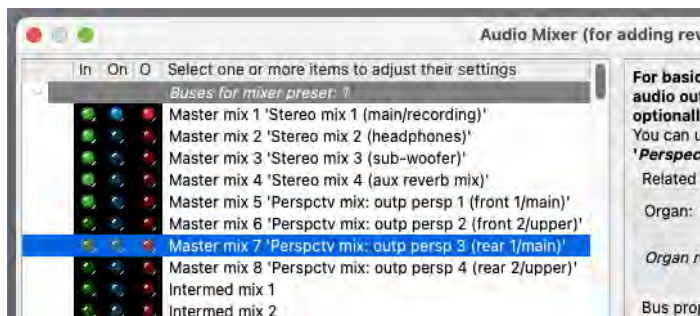 Audio Mixer (for adding rev
In On O Select one or more items to adjust their settings
Buses for mixer preset: 1
Master mix 1 'Stereo mix 1 (main/recording)'
Master mix 2 'Stereo mix 2 (headphones)'
Master mix 3 'Stereo mix 3 (sub-woofer)'
Master mix 4 'Stereo mix 4 (aux reverb mix)'
Master mix 5 'Perspctv mix: outp persp 1 (front 1/main)'
Master mix 6 'Perspctv mix: outp persp 2 (front 2/upper)'
Master mix 7 'Perspctv mix: outp persp 3 (rear 1/main)'
Master mix 8 'Perspctv mix: outp persp 4 (rear 2/upper)'
Intermed mix 1
Intermed mix 2
For basic
audio out
optionall
You can u
'Perspec
Related
Organ:
Organ r
Bus prop